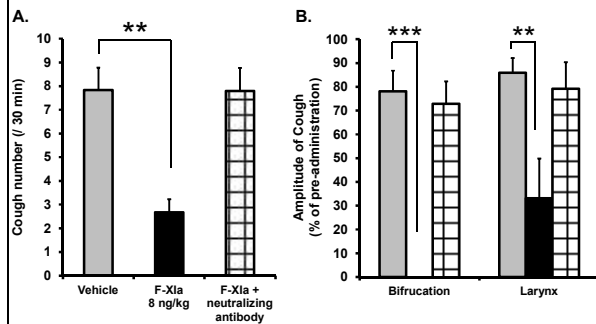 A.
**
10
9
8
7
6
5
4
3
2
1
0
Cough number (/ 30 min)
Vehicle
F-XIa
8 ng/kg
F-XIa +
neutralizing
antibody
B.
***
**
100
90
80
70
60
50
40
30
20
10
0
Amplitude of Cough
(% of pre-administration)
Bifrucation
Larynx